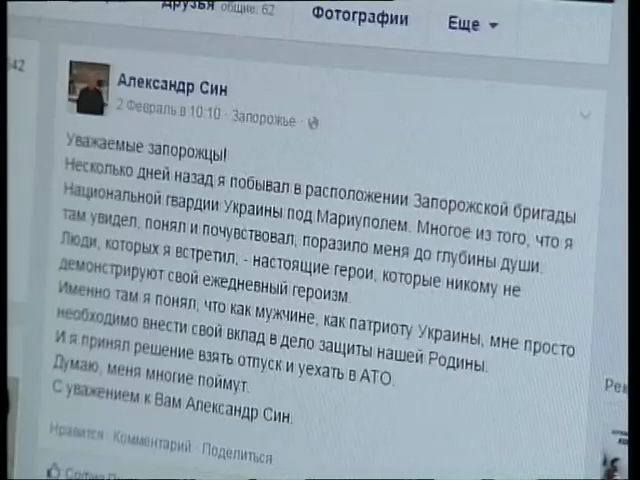 Друзья общие: 62
Фотографии
Еще
42
Александр Син
2 Февраль в 10:10 · Запорожье ·
Уважаемые запорожцы!
Несколько дней назад я побывал в расположении Запорожской бригады
Национальной гвардии Украины под Мариуполем. Многое из того, что я
там увидел, понял и почувствовал, поразило меня до глубины души.
Люди, которых я встретил, - настоящие герои, которые никому не
демонстрируют свой ежедневный героизм.
Именно там я понял, что как мужчине, как патриоту Украины, мне просто
необходимо внести свой вклад в дело защиты нашей Родины.
И я принял решение взять отпуск и уехать в АТО.
Думаю, меня многие поймут.
С уважением к Вам Александр Син.
Нравится · Комментарий · Поделиться
Рек